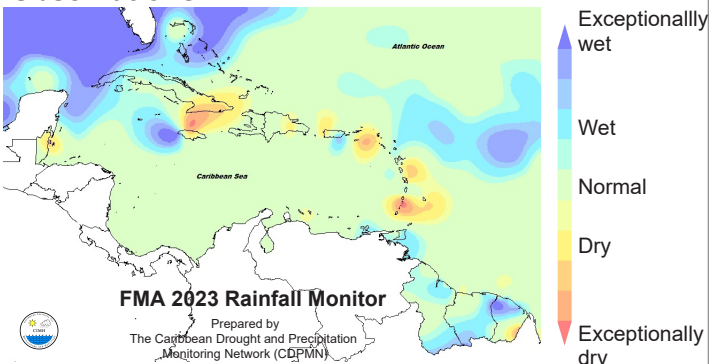 Exceptionallly
wet
Atlantic Ocean
Wet
Caribbean Sea
Normal
Dry
FMA 2023 Rainfall Monitor
Prepared by
The Caribbean Drought and Precipitation
Monitoring Network (CDPMN)
CIMH
Exceptionally
dry